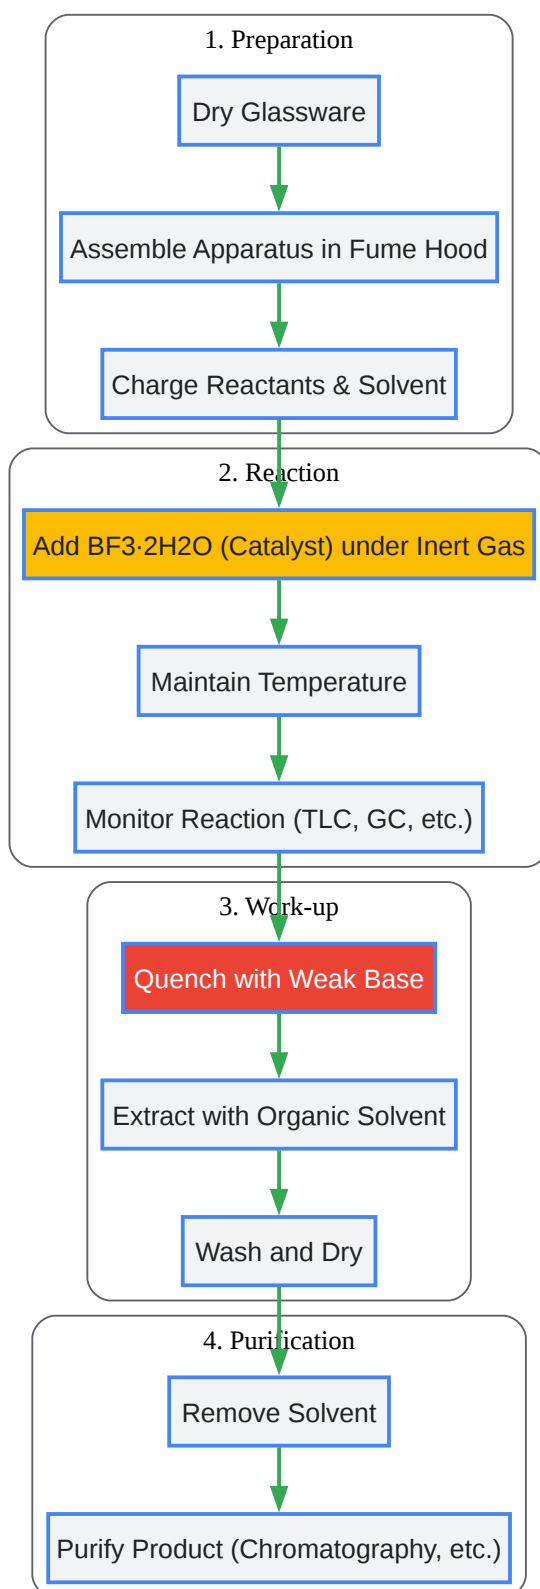 1. Preparation
Dry Glassware
Assemble Apparatus in Fume Hood
Charge Reactants & Solvent
2. Reaction
Add BF3·2H2O (Catalyst) under Inert Gas
Maintain Temperature
Monitor Reaction (TLC, GC, etc.)
3. Work-up
Quench with Weak Base
Extract with Organic Solvent
Wash and Dry
4. Purification
Remove Solvent
Purify Product (Chromatography, etc.)